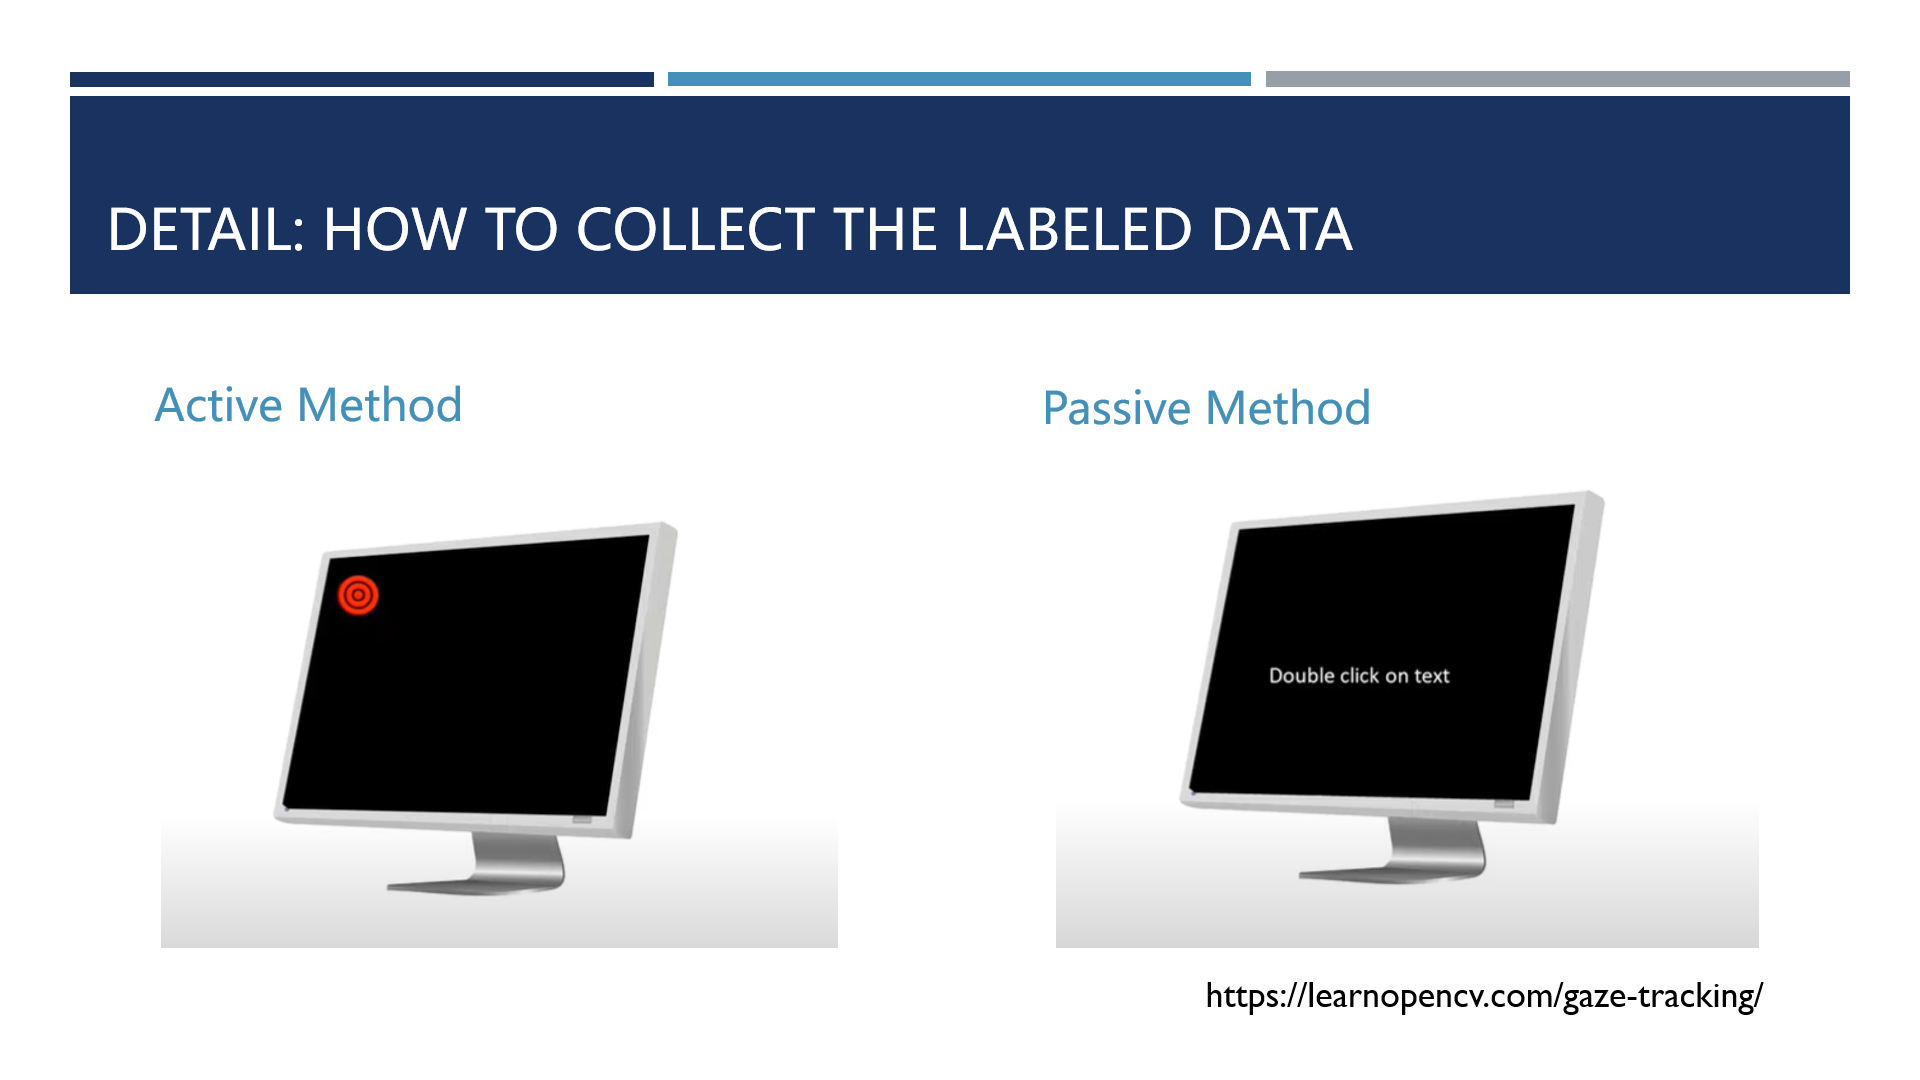 DETAIL: HOW TO COLLECT THE LABELED DATA
Active Method
Passive Method
Double click on text
https://learnopencv.com/gaze-tracking/